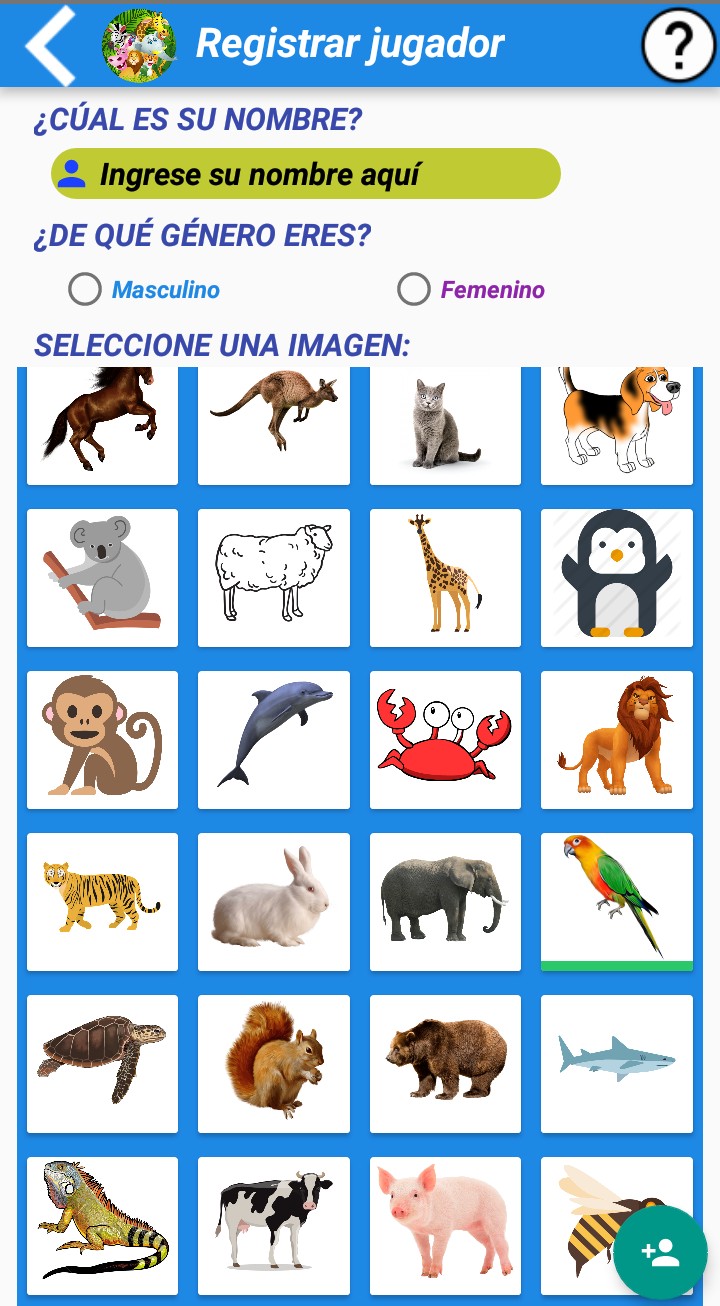 Registrar jugador
?
¿CÚAL ES SU NOMBRE?
Ingrese su nombre aquí
¿DE QUÉ GÉNERO ERES?
Masculino
Femenino
SELECCIONE UNA IMAGEN: